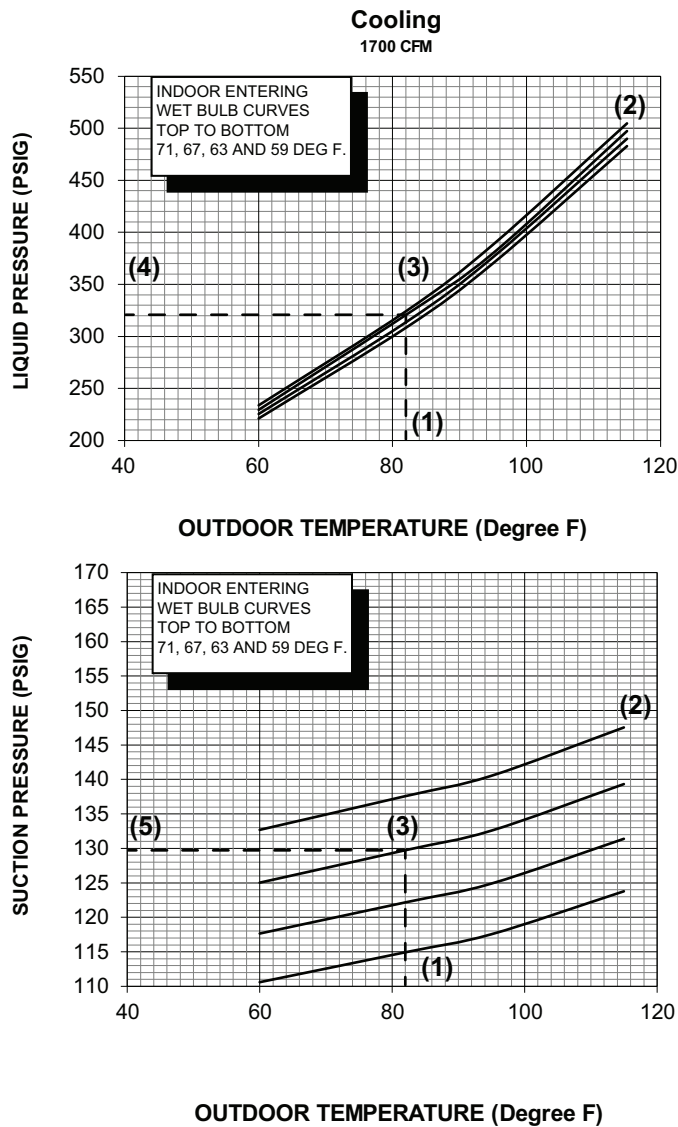 Cooling
1700 CFM
LIQUID PRESSURE (PSIG)
550
500
450
400
350
300
250
200
INDOOR ENTERING
WET BULB CURVES
TOP TO BOTTOM
71, 67, 63 AND 59 DEG F.
(2)
(4)
(3)
(1)
40
60
80
100
120
OUTDOOR TEMPERATURE (Degree F)
SUCTION PRESSURE (PSIG)
170
165
160
155
150
145
140
135
130
125
120
115
110
INDOOR ENTERING
WET BULB CURVES
TOP TO BOTTOM
71, 67, 63 AND 59 DEG F.
(2)
(5)
(3)
(1)
40
60
80
100
120
OUTDOOR TEMPERATURE (Degree F)